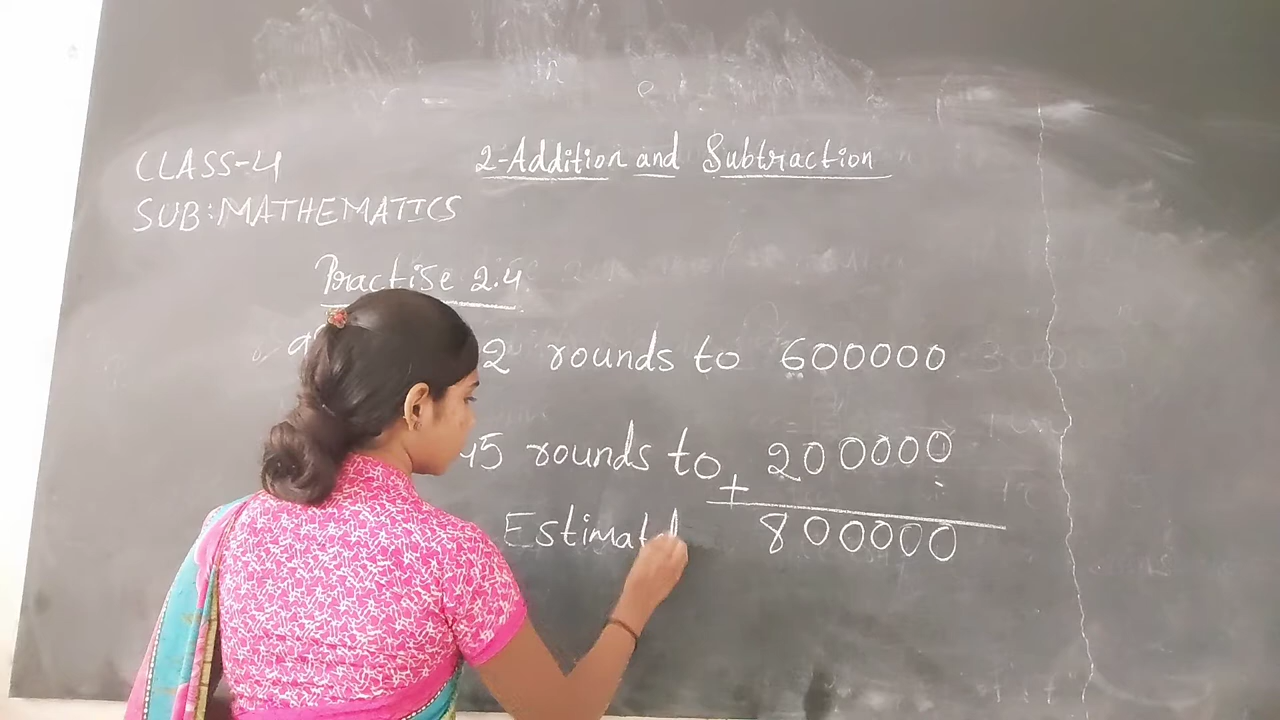 CLASS-4
2-Addition and Subtraction
SUB:MATHEMATICS
Practise 2.4
2 rounds to 600000
45 rounds to 200000
+
Estimat 800000